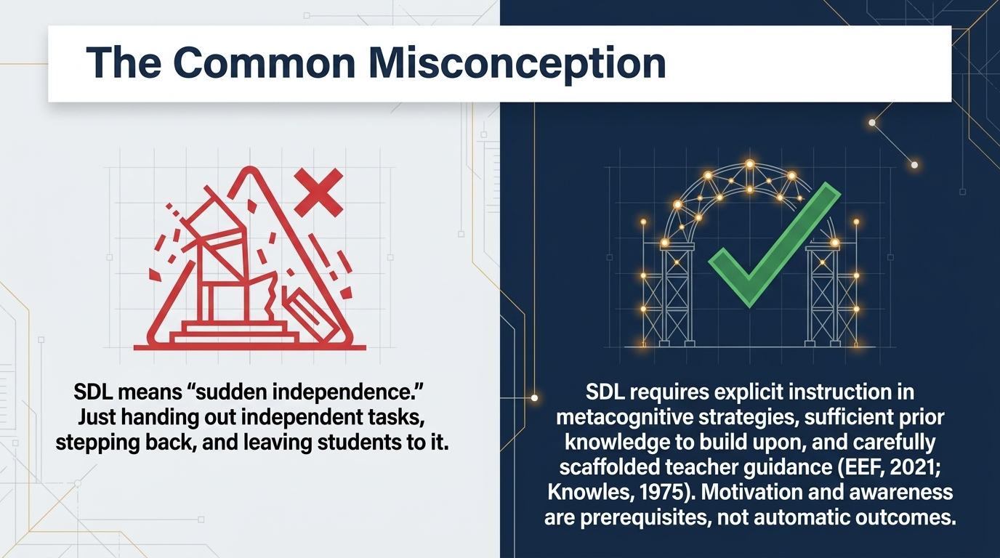 The Common Misconception
SDL means “sudden independence.”
Just handing out independent tasks,
stepping back, and leaving students to it.
SDL requires explicit instruction in
metacognitive strategies, sufficient prior
knowledge to build upon, and carefully
scaffolded teacher guidance (EEF, 2021;
Knowles, 1975). Motivation and awareness
are prerequisites, not automatic outcomes.